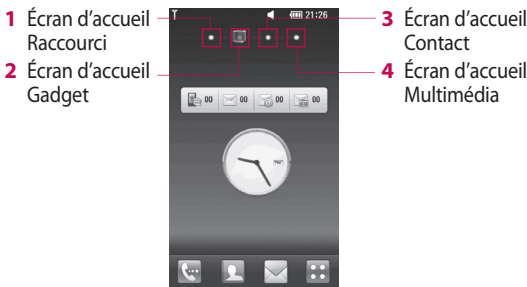 1 Écran d'accueil
Raccourci
2 Écran d'accueil
Gadget
21:26
00 00 00 00
3 Écran d'accueil
Contact
4 Écran d'accueil
Multimédia